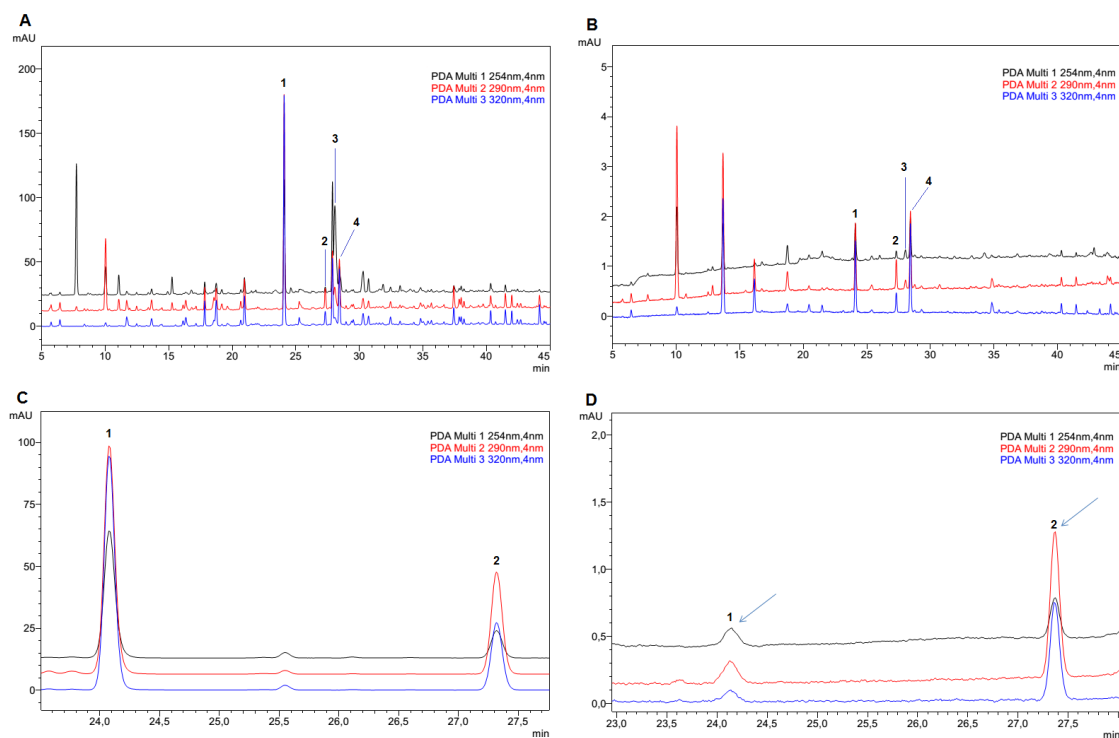 A
mAU
PDA Multi 1 254nm,4nm
PDA Multi 2 290nm,4nm
PDA Multi 3 320nm,4nm
200
150
100
50
0
1
2
3
4
5 10 15 20 25 30 35 40 45
min
B
mAU
PDA Multi 1 254nm,4nm
PDA Multi 2 290nm,4nm
PDA Multi 3 320nm,4nm
5
4
3
2
1
0
1
2
3
4
5 10 15 20 25 30 35 40 45
min
C
mAU
PDA Multi 1 254nm,4nm
PDA Multi 2 290nm,4nm
PDA Multi 3 320nm,4nm
100
75
50
25
0
1
2
24,0 24,5 25,0 25,5 26,0 26,5 27,0 27,5
min
D
mAU
PDA Multi 1 254nm,4nm
PDA Multi 2 290nm,4nm
PDA Multi 3 320nm,4nm
2,0
1,5
1,0
0,5
0,0
1
2
23,0 23,5 24,0 24,5 25,0 25,5 26,0 26,5 27,0 27,5
min